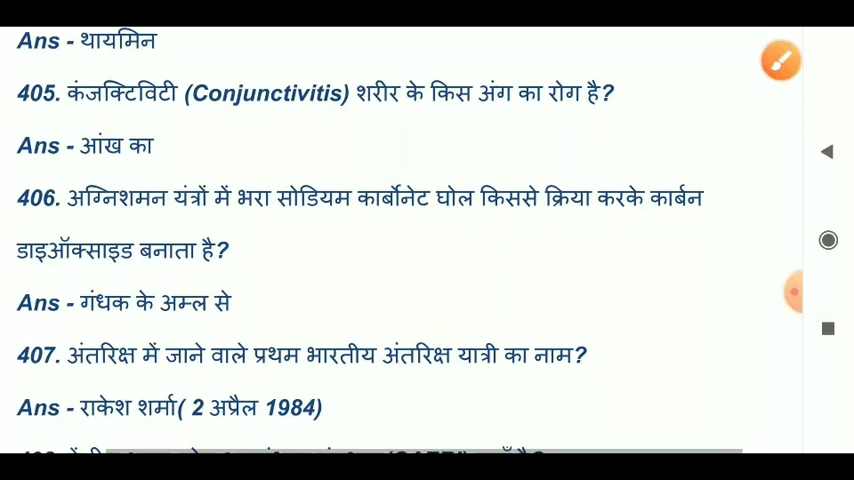 Ans - थायमिन
405. कंजक्टिविटी (Conjunctivitis) शरीर के किस अंग का रोग है?
Ans - आंख का
406. अग्निशमन यंत्रों में भरा सोडियम कार्बोनेट घोल किससे क्रिया करके कार्बन
डाइऑक्साइड बनाता है?
Ans - गंधक के अम्ल से
407. अंतरिक्ष में जाने वाले प्रथम भारतीय अंतरिक्ष यात्री का नाम?
Ans - राकेश शर्मा( 2 अप्रैल 1984)